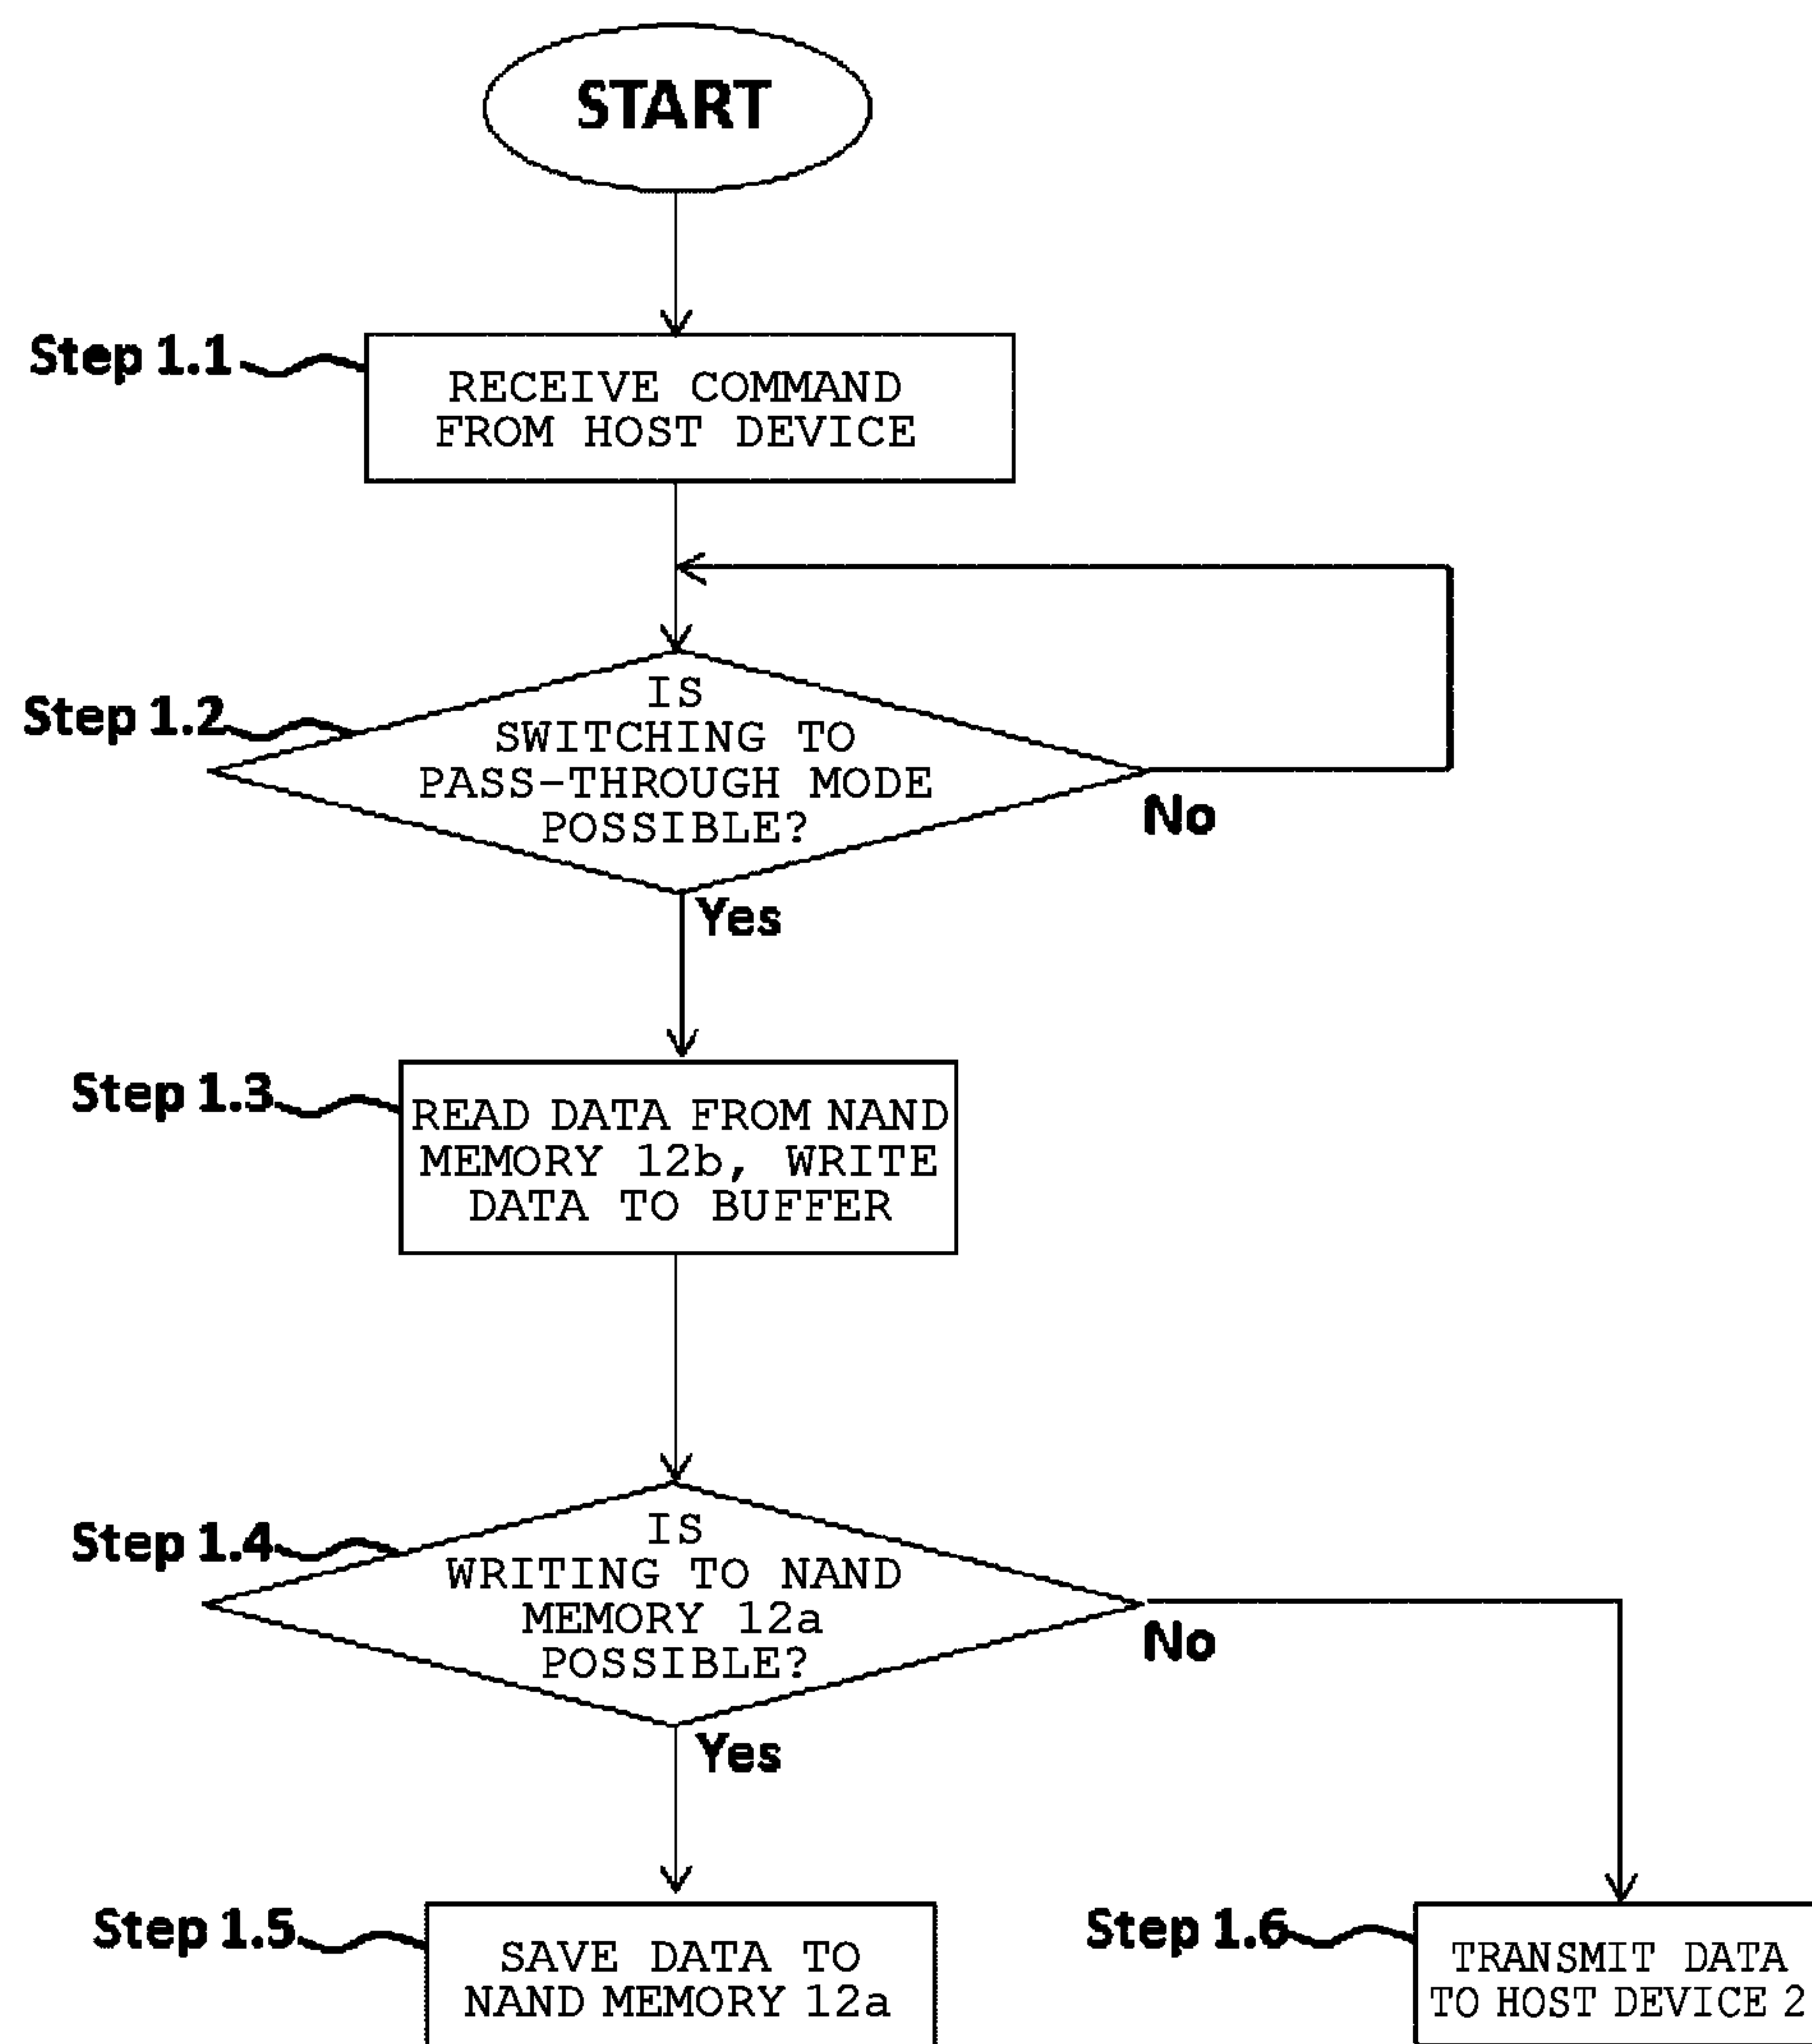 START
Step 1.1
RECEIVE COMMAND
FROM HOST DEVICE
Step 1.2
IS
SWITCHING TO
PASS-THROUGH MODE
POSSIBLE?
No
Yes
Step 1.3
READ DATA FROM NAND
MEMORY 12b, WRITE
DATA TO BUFFER
Step 1.4
IS
WRITING TO NAND
MEMORY 12a
POSSIBLE?
No
Yes
Step 1.5
SAVE DATA TO
NAND MEMORY 12a
Step 1.6
TRANSMIT DATA
TO HOST DEVICE 2